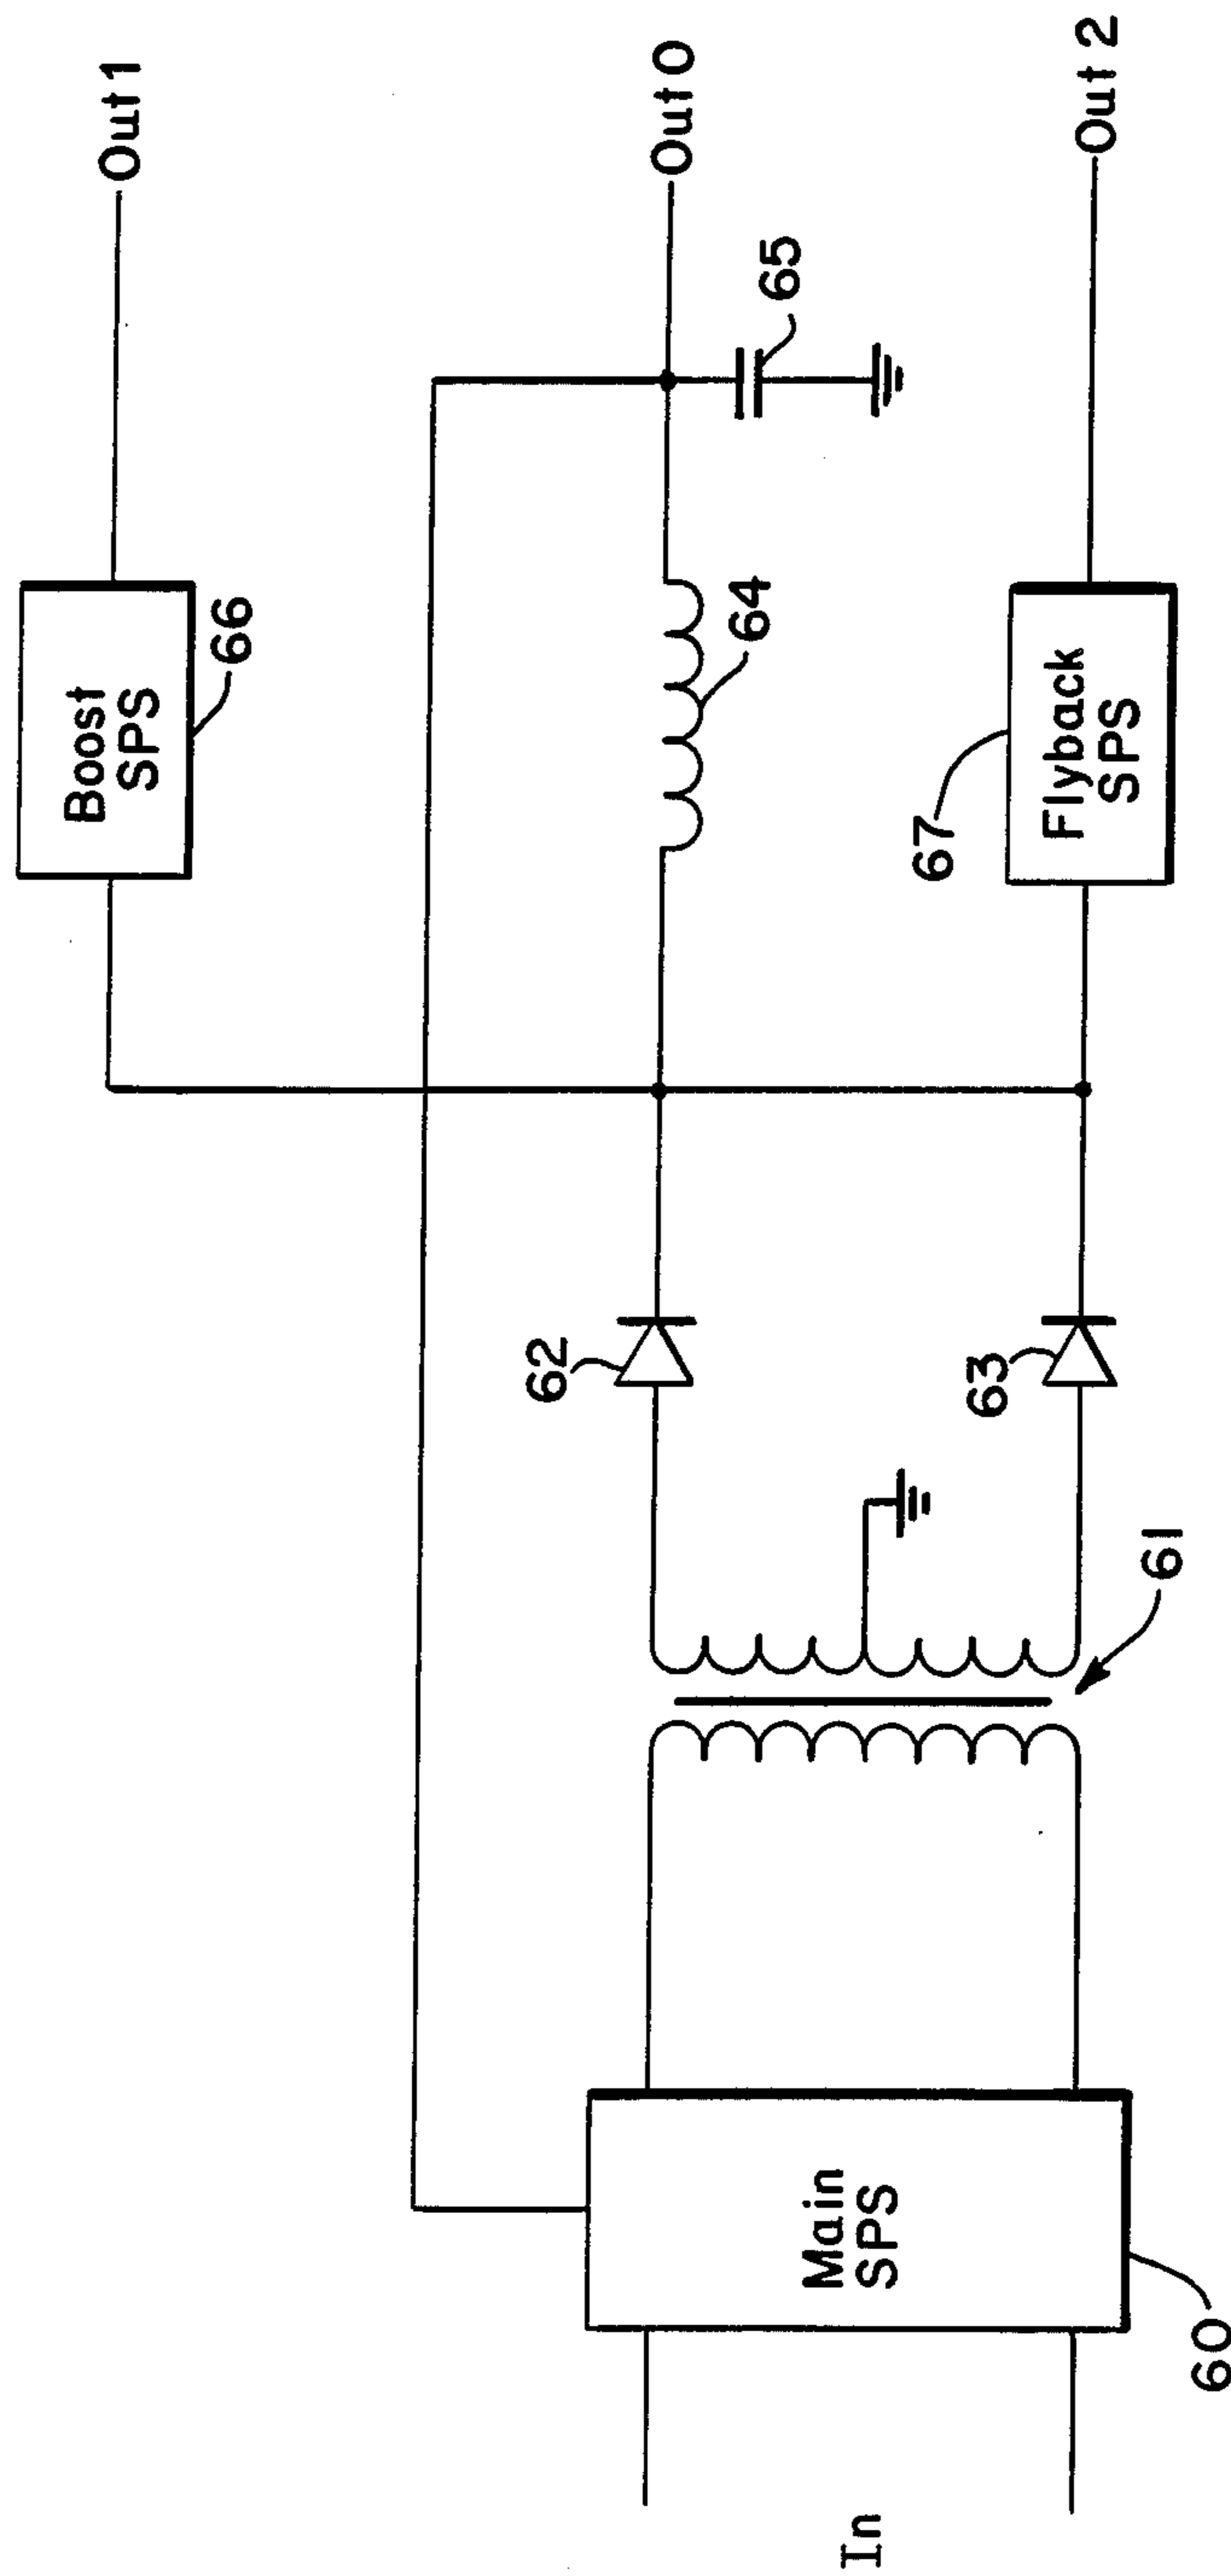 Out 1
Boost
SPS
66
Out 0
65
64
Out 2
Flyback
SPS
67
62
63
61
Main
SPS
60
In